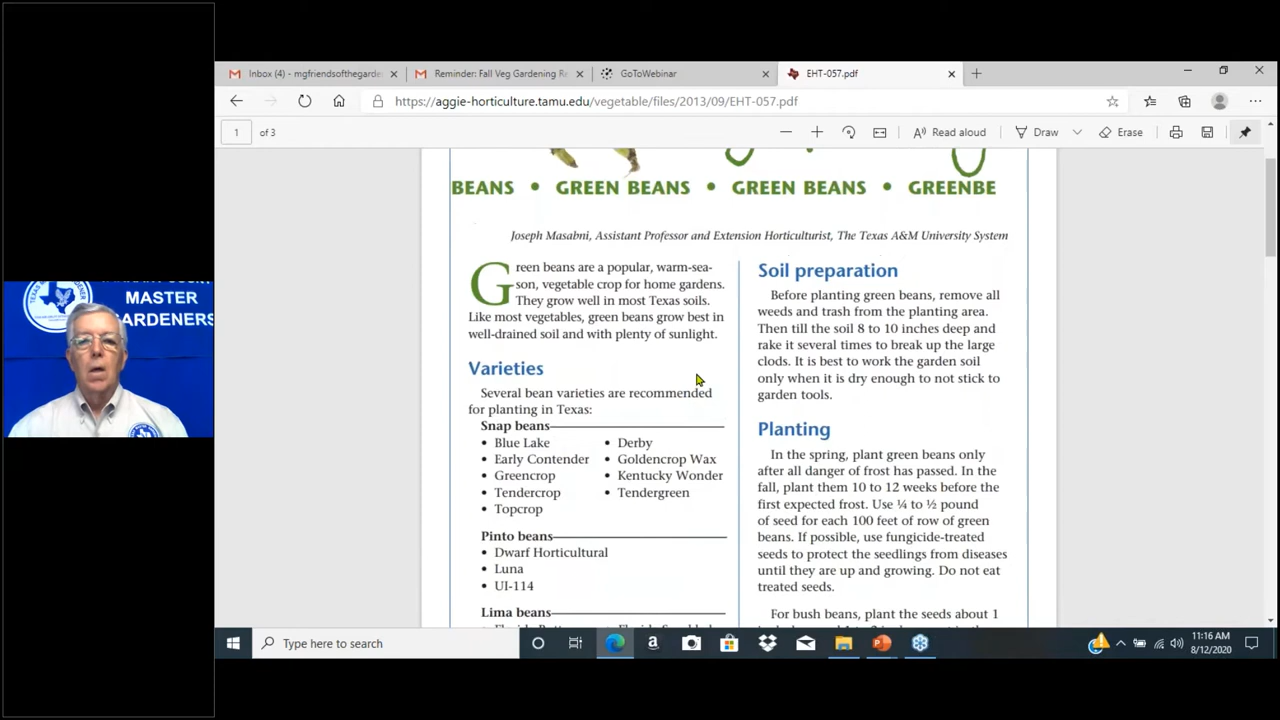 MASTER
GARDENERS
Inbox (4) - mgfriendsofthegarde
Reminder: Fall Veg Gardening Re
GoToWebinar
EHT-057.pdf
https://aggie-horticulture.tamu.edu/vegetable/files/2013/09/EHT-057.pdf
1 of 3
Read aloud
Draw
Erase
BEANS • GREEN BEANS • GREEN BEANS • GREENBE
Joseph Masabni, Assistant Professor and Extension Horticulturist, The Texas A&M University System
Green beans are a popular, warm-sea-
son, vegetable crop for home gardens.
They grow well in most Texas soils.
Like most vegetables, green beans grow best in
well-drained soil and with plenty of sunlight.
Varieties
Several bean varieties are recommended
for planting in Texas:
Snap beans
• Blue Lake
• Early Contender
• Greencrop
• Tendercrop
• Topcrop
• Derby
• Goldencrop Wax
• Kentucky Wonder
• Tendergreen
Pinto beans
• Dwarf Horticultural
• Luna
• UI-114
Lima beans
Soil preparation
Before planting green beans, remove all
weeds and trash from the planting area.
Then till the soil 8 to 10 inches deep and
rake it several times to break up the large
clods. It is best to work the garden soil
only when it is dry enough to not stick to
garden tools.
Planting
In the spring, plant green beans only
after all danger of frost has passed. In the
fall, plant them 10 to 12 weeks before the
first expected frost. Use ¼ to ½ pound
of seed for each 100 feet of row of green
beans. If possible, use fungicide-treated
seeds to protect the seedlings from diseases
until they are up and growing. Do not eat
treated seeds.
For bush beans, plant the seeds about 1
Type here to search
11:16 AM
8/12/2020